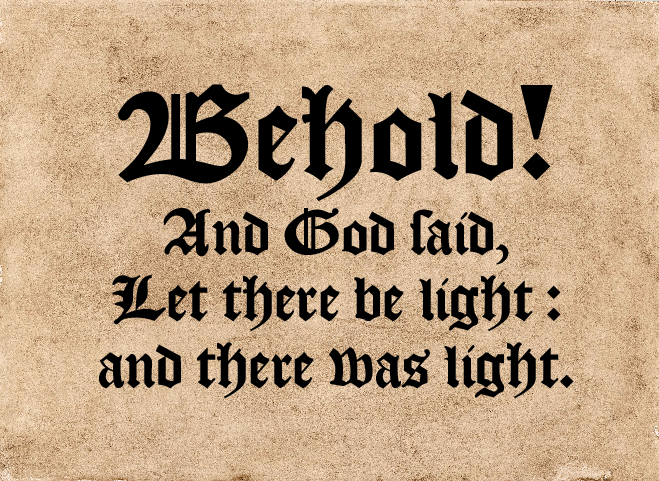 Behold!
And God ſaid,
Let there be light :
and there was light.